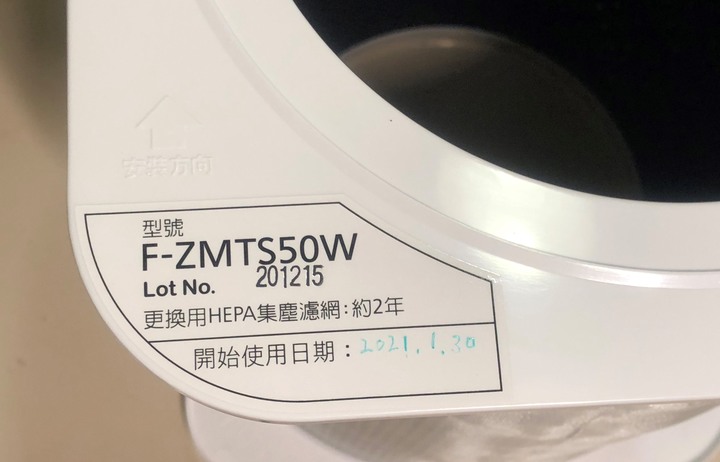 安裝方向
型號
F-ZMTS50W
Lot No. 201215
更換用HEPA集塵濾網:約2年
開始使用日期:2021.1.30